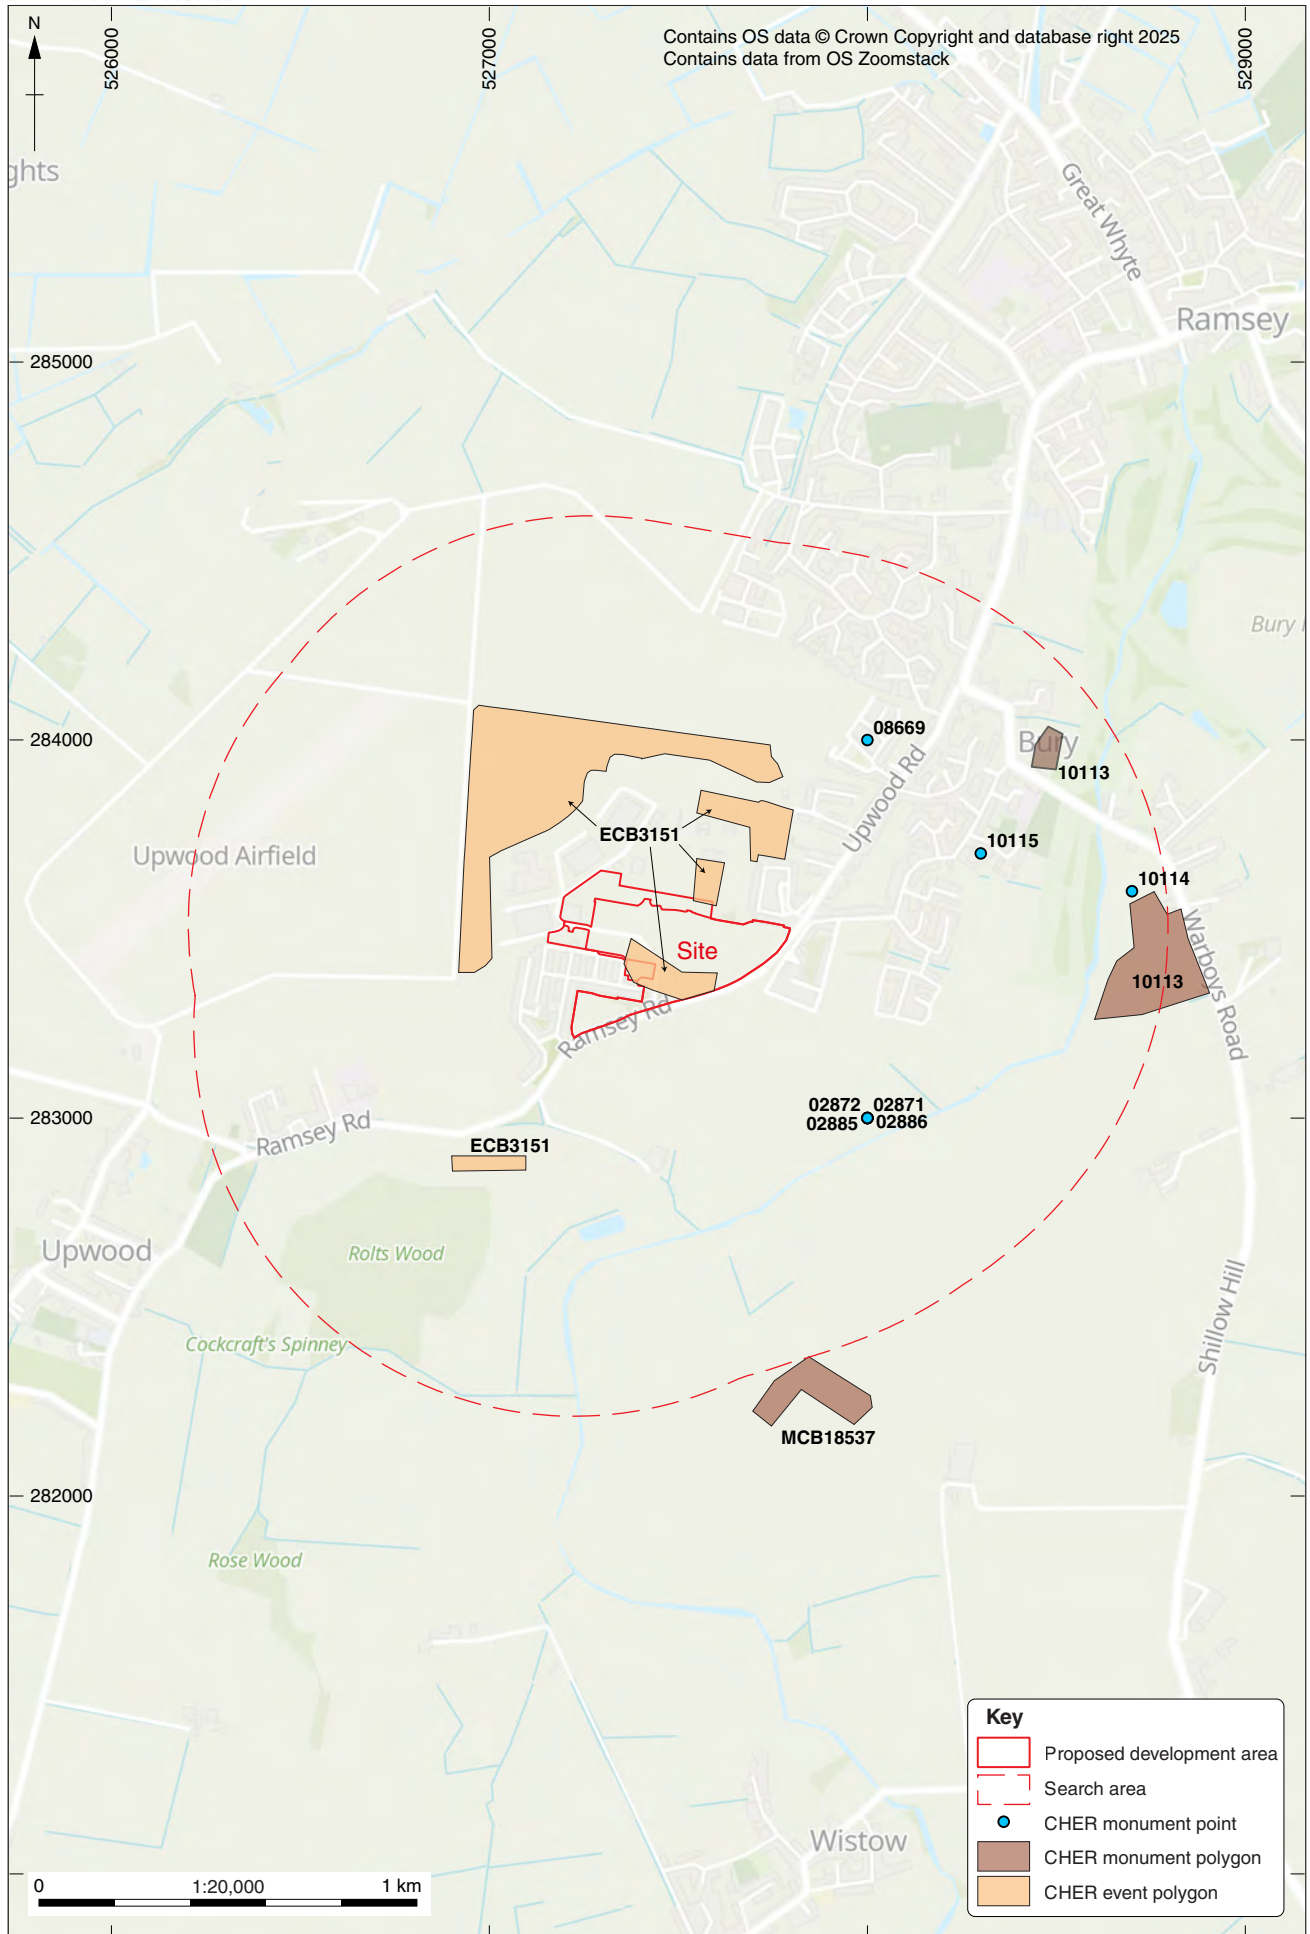 N
526000
527000
529000
Contains OS data © Crown Copyright and database right 2025
Contains data from OS Zoomstack
ghts
Great Whyte
Ramsey
285000
Bury
284000
08669
Bury
10113
Upwood Rd
ECB3151
10115
Upwood Airfield
10114
Site
Warboys Road
10113
Ramsey Rd
02872 02871
02885 02886
283000
Ramsey Rd
ECB3151
Upwood
Rolts Wood
Cockcraft's Spinney
Shillow Hill
MCB18537
282000
Rose Wood
Wistow
Key
Proposed development area
Search area
CHER monument point
CHER monument polygon
CHER event polygon
0 1:20,000 1 km